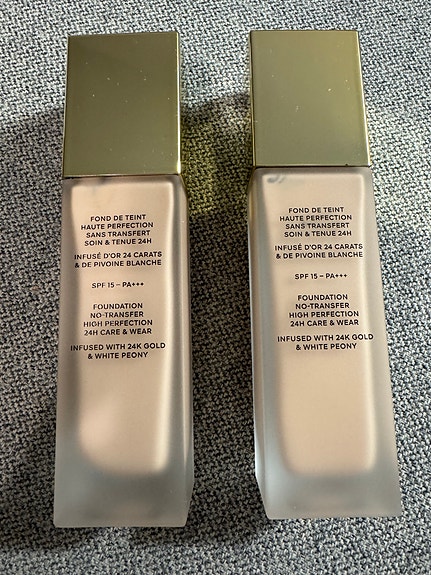 FOND DE TEINT
HAUTE PERFECTION
SANS TRANSFERT
SOIN & TENUE 24H
INFUSÉ D'OR 24 CARATS
& DE PIVOINE BLANCHE
SPF 15 – PA+++
FOUNDATION
NO-TRANSFER
HIGH PERFECTION
24H CARE & WEAR
INFUSED WITH 24K GOLD
& WHITE PEONY
FOND DE TEINT
HAUTE PERFECTION
SANS TRANSFERT
SOIN & TENUE 24H
INFUSÉ D'OR 24 CARATS
& DE PIVOINE BLANCHE
SPF 15 – PA+++
FOUNDATION
NO-TRANSFER
HIGH PERFECTION
24H CARE & WEAR
INFUSED WITH 24K GOLD
& WHITE PEONY